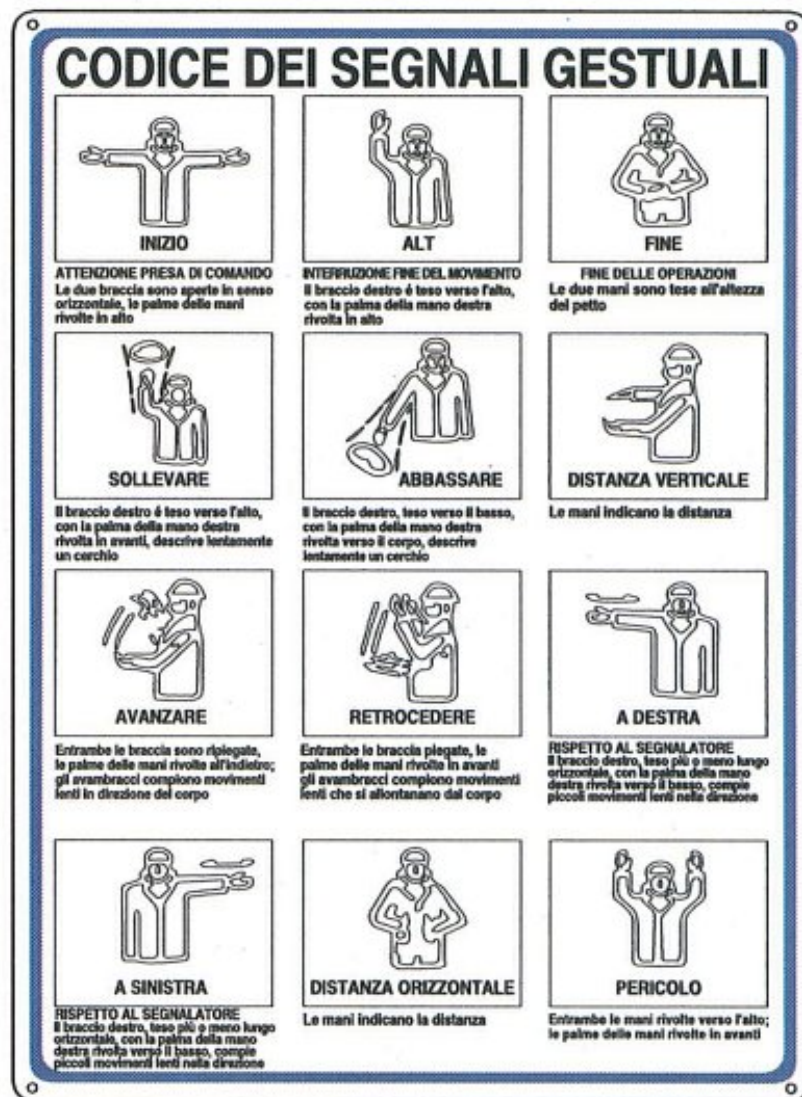 CODICE DEI SEGNALI GESTUALI
INIZIO
ATTENZIONE PRESA DI COMANDO
Le due braccia sono aperte in senso
orizzontale, le palme delle mani
rivolte in alto
ALT
INTERRUZIONE FINE DEL MOVIMENTO
Il braccio destro é teso verso l'alto,
con la palma della mano destra
rivolta in alto
FINE
FINE DELLE OPERAZIONI
Le due mani sono tese all'altezza
del petto
SOLLEVARE
Il braccio destro é teso verso l'alto,
con la palma della mano destra
rivolta in avanti, descrive lentamente
un cerchio
ABBASSARE
Il braccio destro, teso verso il basso,
con la palma della mano destra
rivolta verso il corpo, descrive
lentamente un cerchio
DISTANZA VERTICALE
Le mani indicano la distanza
AVANZARE
Entrambe le braccia sono ripiegate,
le palme delle mani rivolte all'indietro;
gli avambracci compiono movimenti
lenti in direzione del corpo
RETROCEDERE
Entrambe le braccia piegate, le
palme delle mani rivolte in avanti
gli avambracci compiono movimenti
lenti che si allontanano dal corpo
A DESTRA
RISPETTO AL SEGNALATORE
Il braccio destro, teso più o meno lungo
orizzontale, con la palma della mano
destra rivolta verso il basso, compie
piccoli movimenti lenti nella direzione
A SINISTRA
RISPETTO AL SEGNALATORE
Il braccio destro, teso più o meno lungo
orizzontale, con la palma della mano
destra rivolta verso il basso, compie
piccoli movimenti lenti nella direzione
DISTANZA ORIZZONTALE
Le mani indicano la distanza
PERICOLO
Entrambe le mani rivolte verso l'alto;
le palme delle mani rivolte in avanti